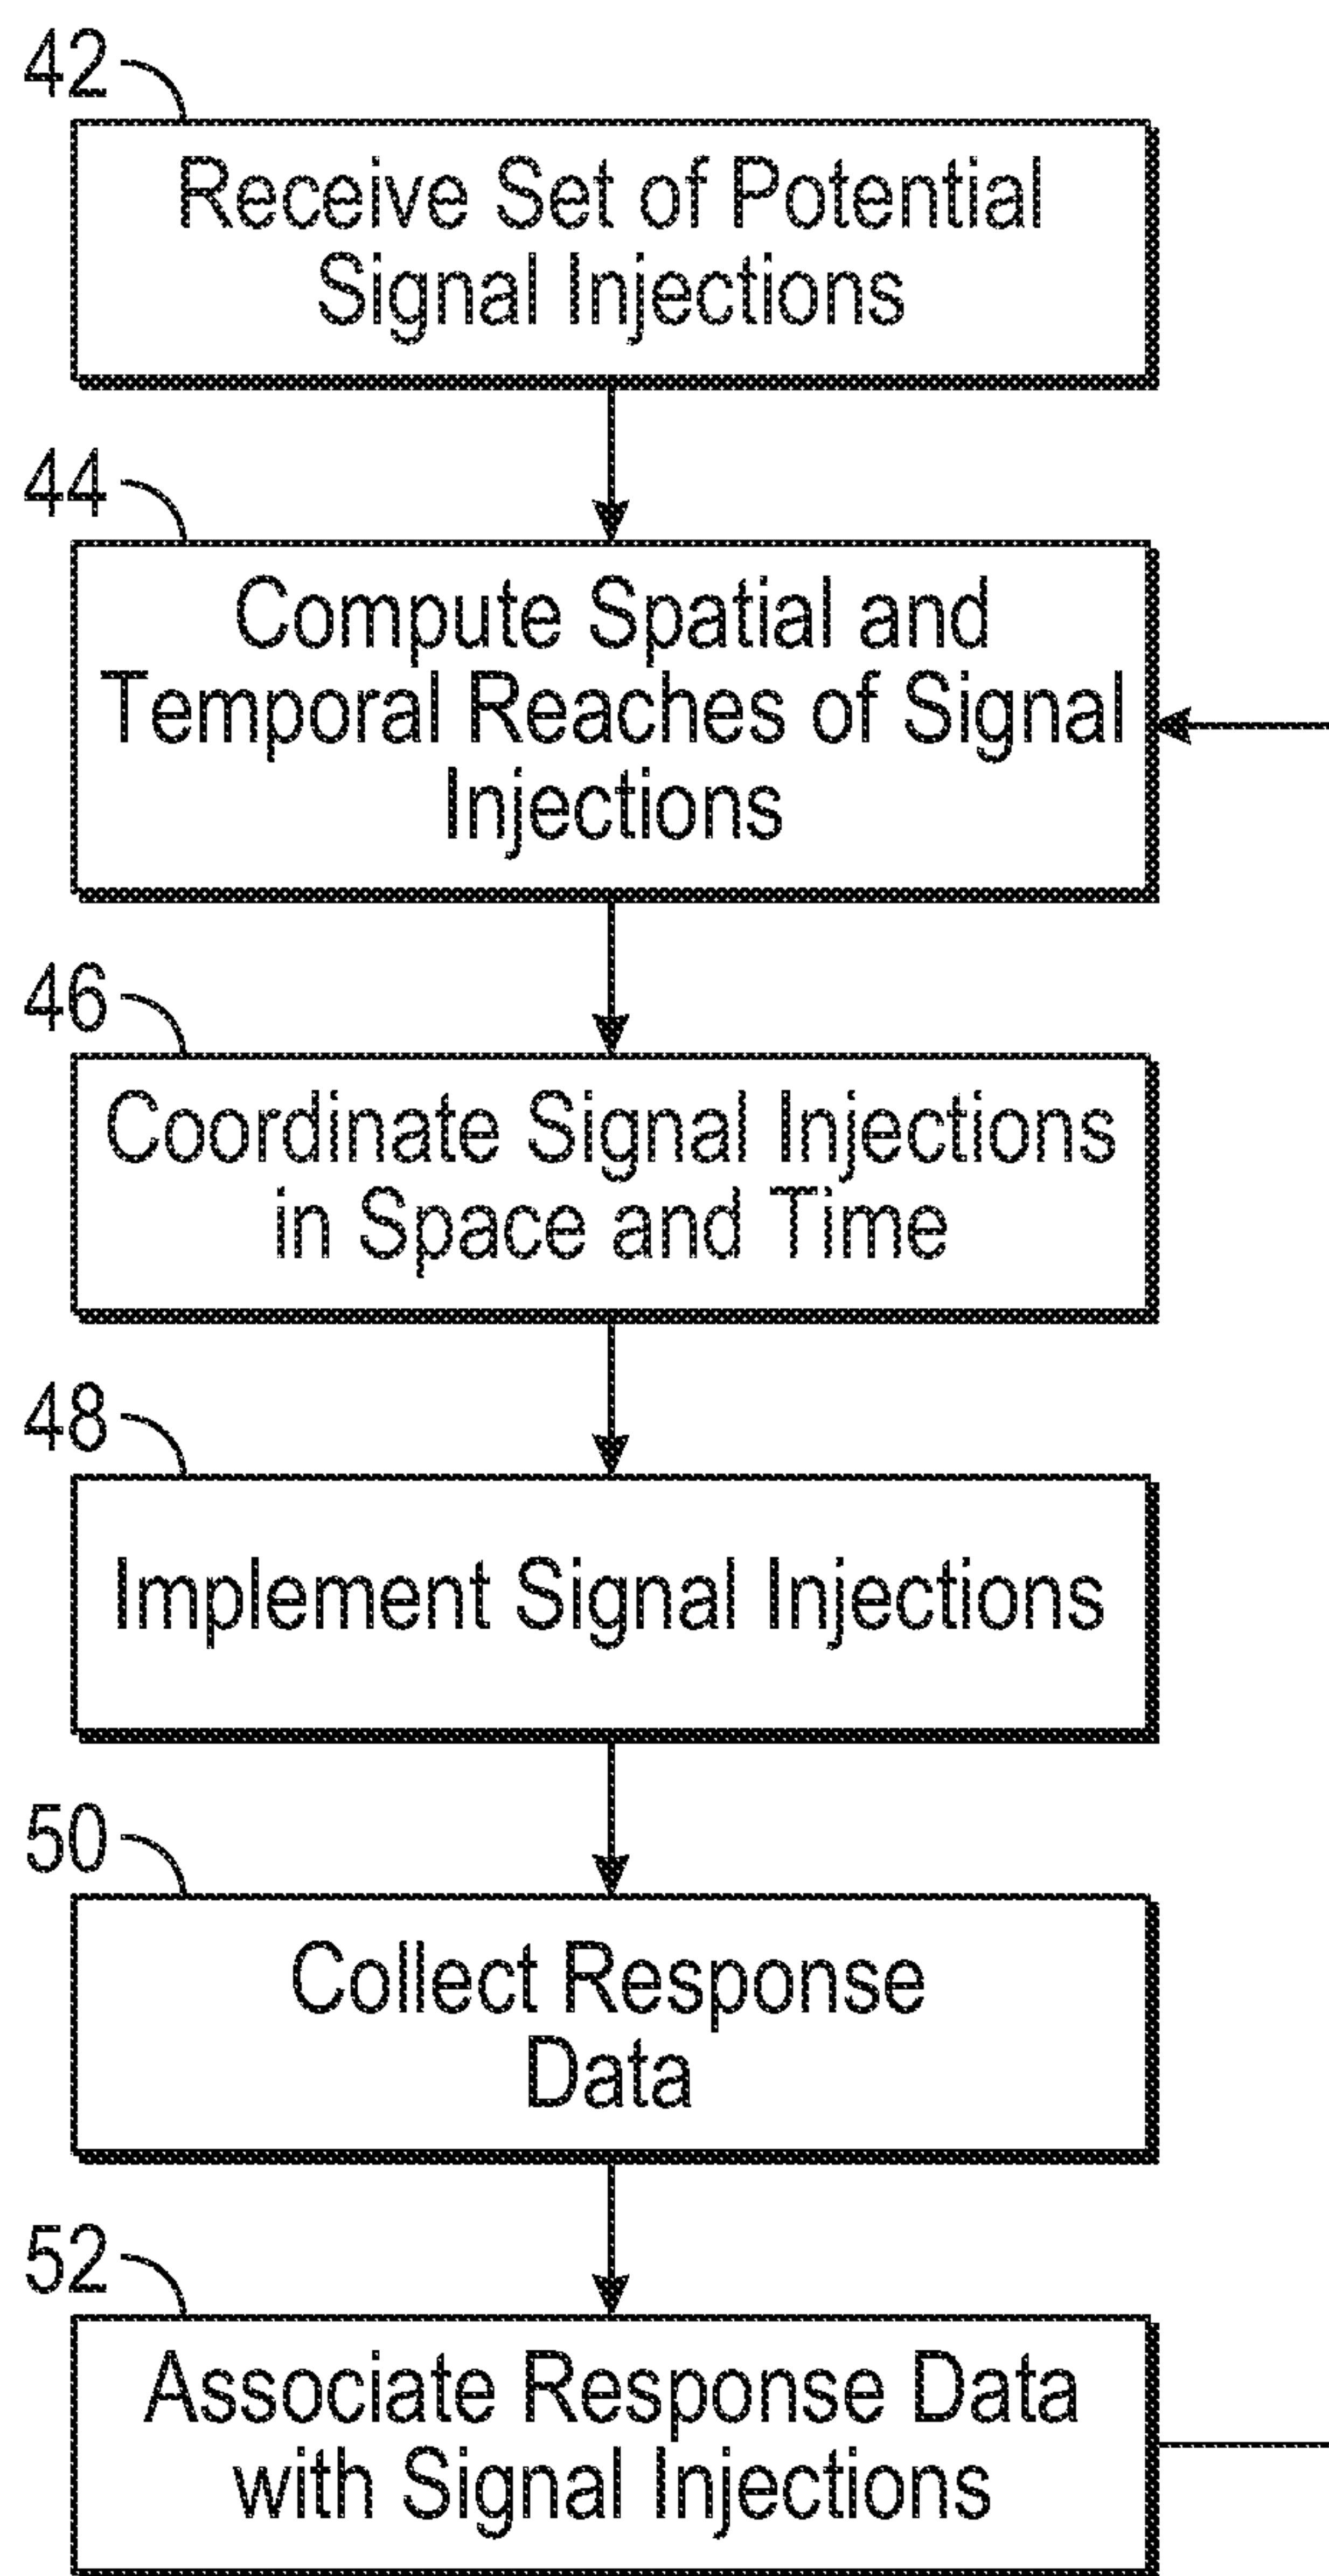 42
Receive Set of Potential
Signal Injections
44
Compute Spatial and
Temporal Reaches of Signal
Injections
46
Coordinate Signal Injections
in Space and Time
48
Implement Signal Injections
50
Collect Response
Data
52
Associate Response Data
with Signal Injections